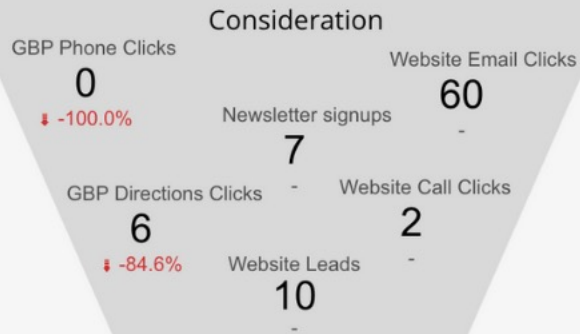 Consideration
GBP Phone Clicks
0
-100.0%
Website Email Clicks
60
-
Newsletter signups
7
-
GBP Directions Clicks
6
-84.6%
Website Call Clicks
2
-
Website Leads
10
-